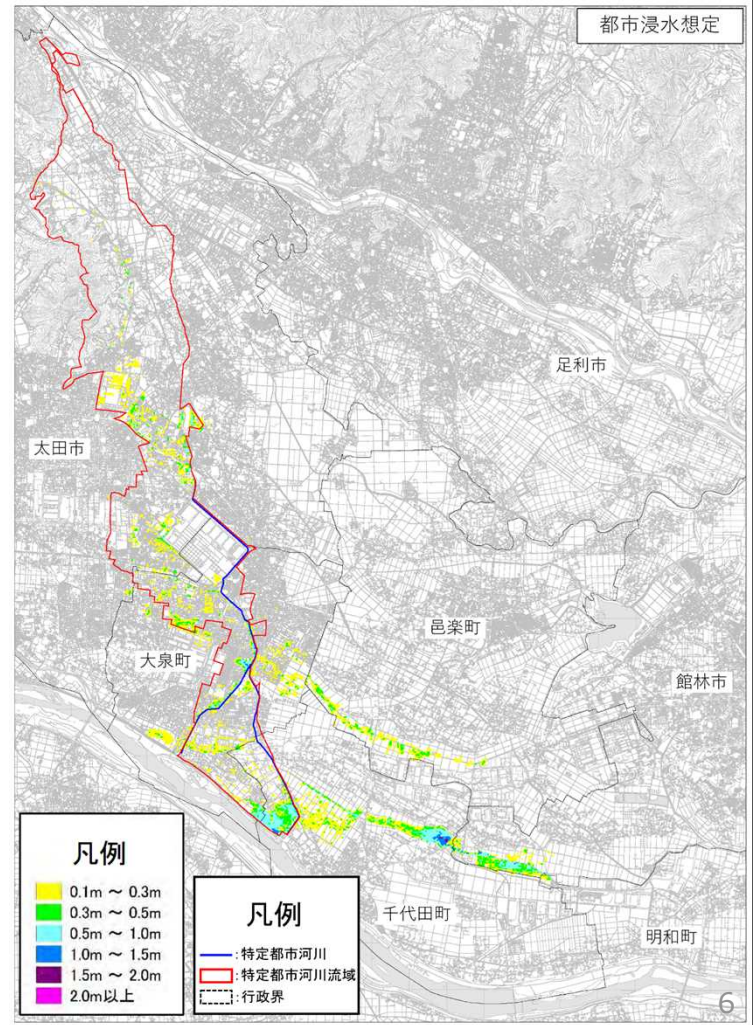 都市浸水想定
足利市
太田市
邑楽町
大泉町
館林市
千代田町
明和町
凡例
0.1m ～ 0.3m
0.3m ～ 0.5m
0.5m ～ 1.0m
1.0m ～ 1.5m
1.5m ～ 2.0m
2.0m以上
凡例
:特定都市河川
:特定都市河川流域
:行政界
6